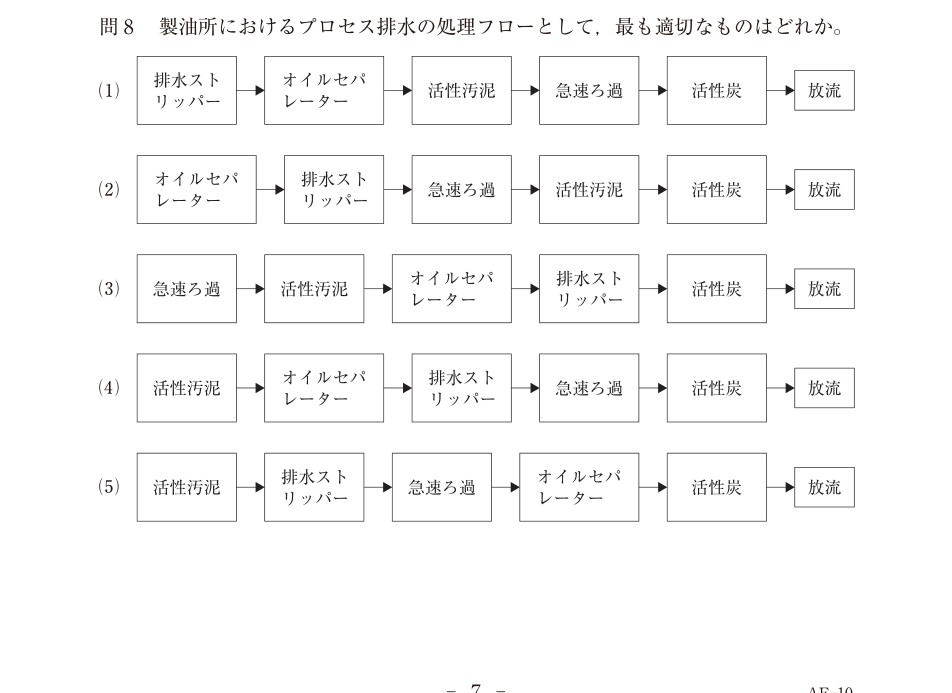 問8 製油所におけるプロセス排水の処理フローとして，最も適切なものはどれか。
(1) 排水ストリッパー オイルセパレーター 活性汚泥 急速ろ過 活性炭 放流
(2) オイルセパレーター 排水ストリッパー 急速ろ過 活性汚泥 活性炭 放流
(3) 急速ろ過 活性汚泥 オイルセパレーター 排水ストリッパー 活性炭 放流
(4) 活性汚泥 オイルセパレーター 排水ストリッパー 急速ろ過 活性炭 放流
(5) 活性汚泥 排水ストリッパー 急速ろ過 オイルセパレーター 活性炭 放流
－ 7 －